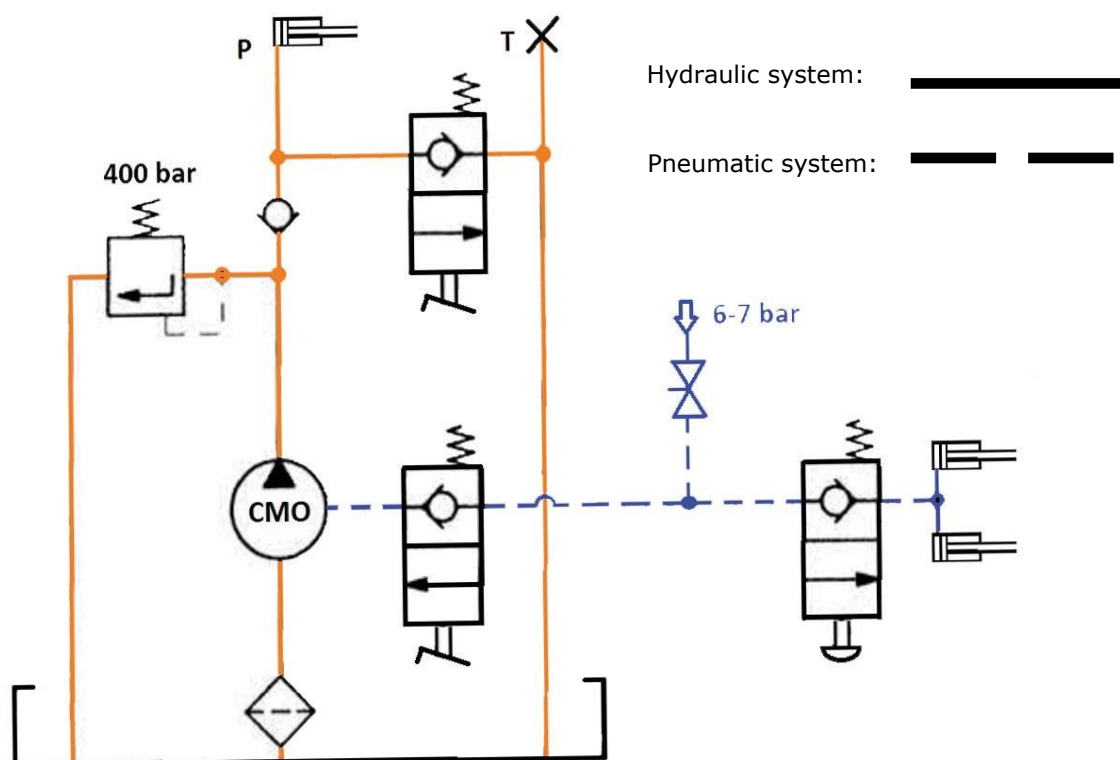 P
T
Hydraulic system:
Pneumatic system:
400 bar
6-7 bar
CMO